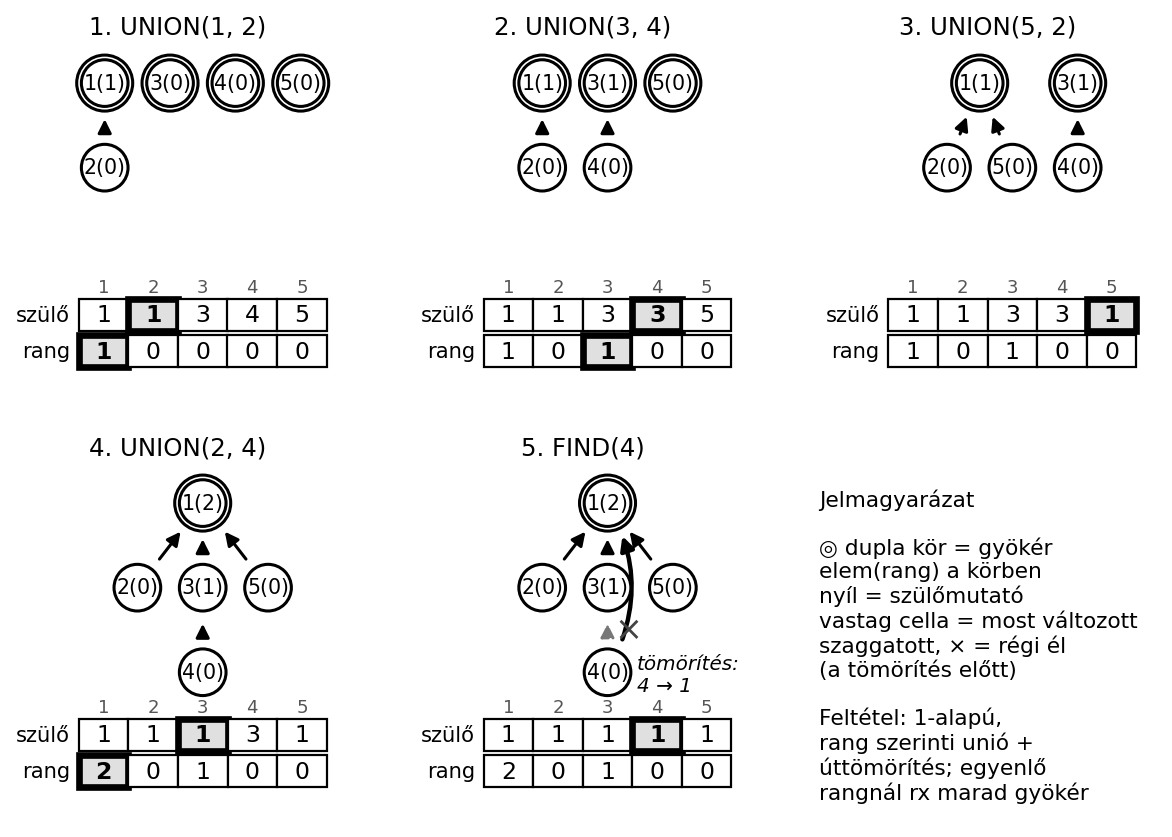 1. UNION(1, 2)
1(1) 3(0) 4(0) 5(0)
2(0)
1 2 3 4 5
szülő 1 1 3 4 5
rang 1 0 0 0 0
2. UNION(3, 4)
1(1) 3(1) 5(0)
2(0) 4(0)
1 2 3 4 5
szülő 1 1 3 3 5
rang 1 0 1 0 0
3. UNION(5, 2)
1(1) 3(1)
2(0) 5(0) 4(0)
1 2 3 4 5
szülő 1 1 3 3 1
rang 1 0 1 0 0
4. UNION(2, 4)
1(2)
2(0) 3(1) 5(0)
4(0)
1 2 3 4 5
szülő 1 1 1 3 1
rang 2 0 1 0 0
5. FIND(4)
1(2)
2(0) 3(1) 5(0)
4(0)
tömörítés:
4 → 1
1 2 3 4 5
szülő 1 1 1 1 1
rang 2 0 1 0 0
Jelmagyarázat
◎ dupla kör = gyökér
elem(rang) a körben
nyíl = szülőmutató
vastag cella = most változott
szaggatott, × = régi él
(a tömörítés előtt)
Feltétel: 1-alapú,
rang szerinti unió +
úttömörítés; egyenlő
rangnál rx marad gyökér